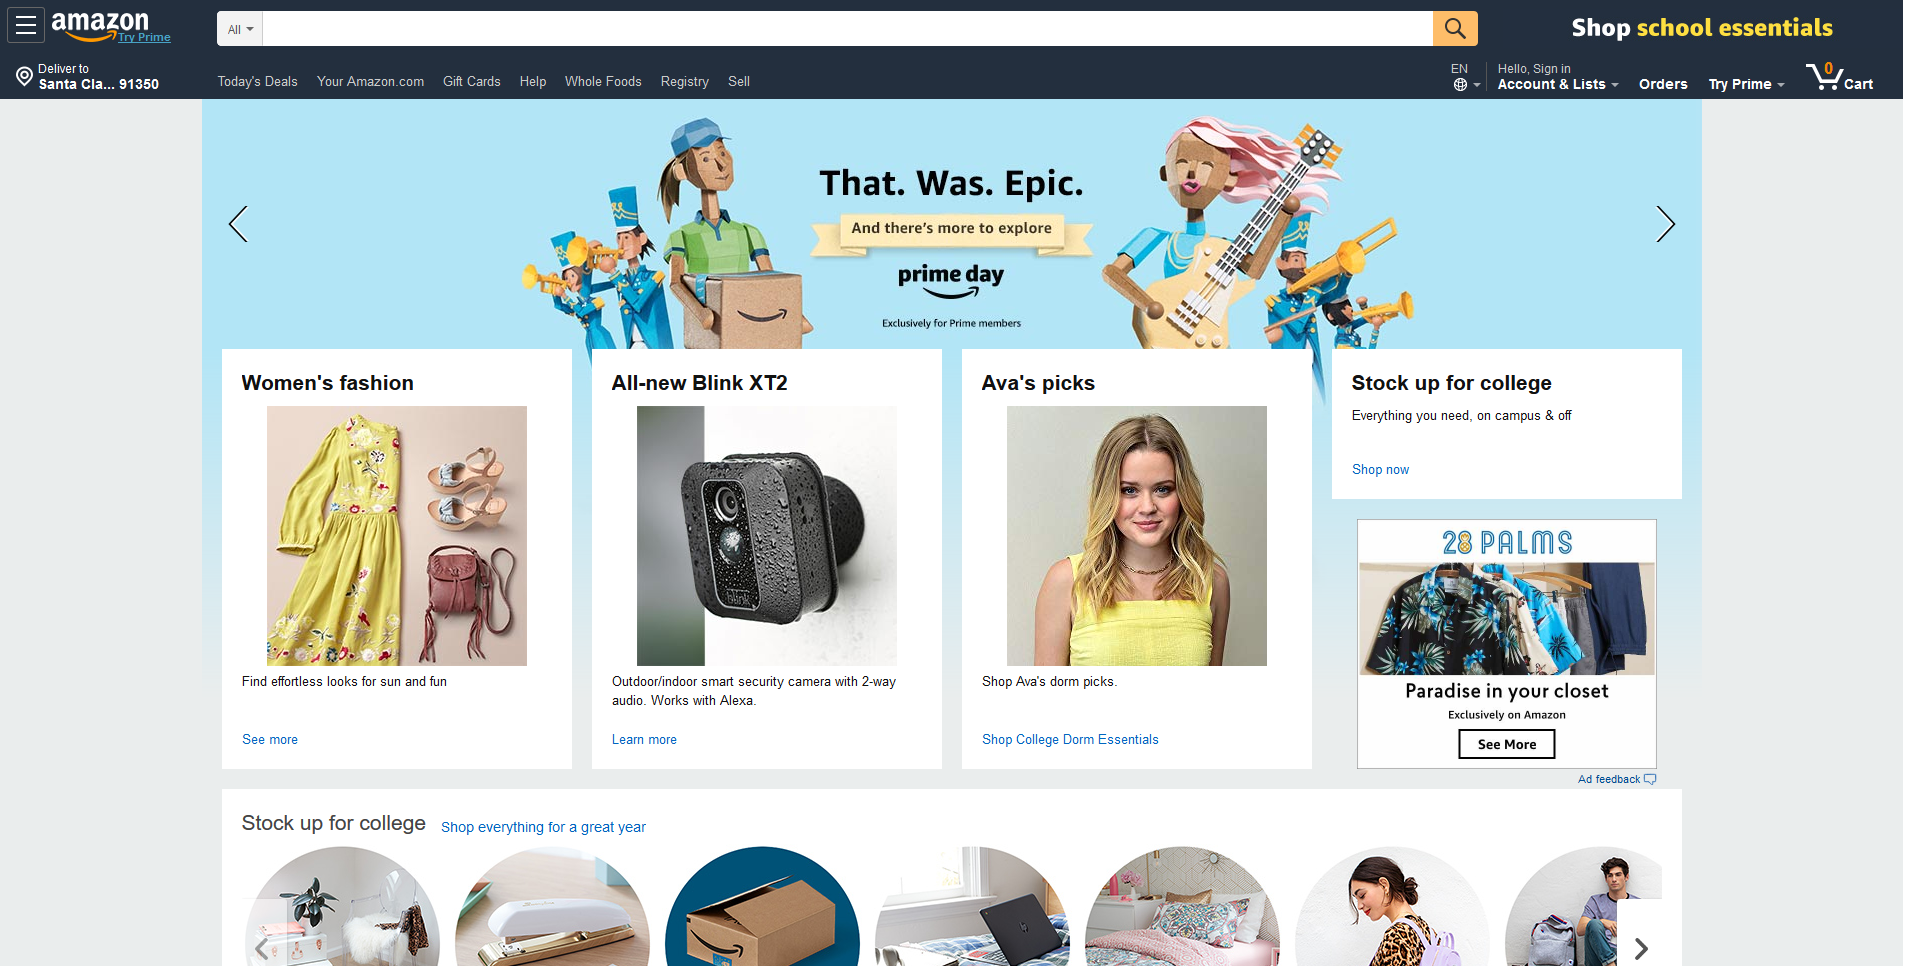 amazon
Try Prime
All
Shop school essentials
Deliver to
Santa Cla... 91350
Today's Deals
Your Amazon.com
Gift Cards
Help
Whole Foods
Registry
Sell
EN
Hello, Sign in
Account & Lists
Orders
Try Prime
0
Cart
That. Was. Epic.
And there's more to explore
prime day
Exclusively for Prime members
Women's fashion
Find effortless looks for sun and fun
See more
All-new Blink XT2
blink
Outdoor/indoor smart security camera with 2-way
audio. Works with Alexa.
Learn more
Ava's picks
Shop Ava's dorm picks.
Shop College Dorm Essentials
Stock up for college
Everything you need, on campus & off
Shop now
28 PALMS
Paradise in your closet
Exclusively on Amazon
See More
Ad feedback
Stock up for college
Shop everything for a great year